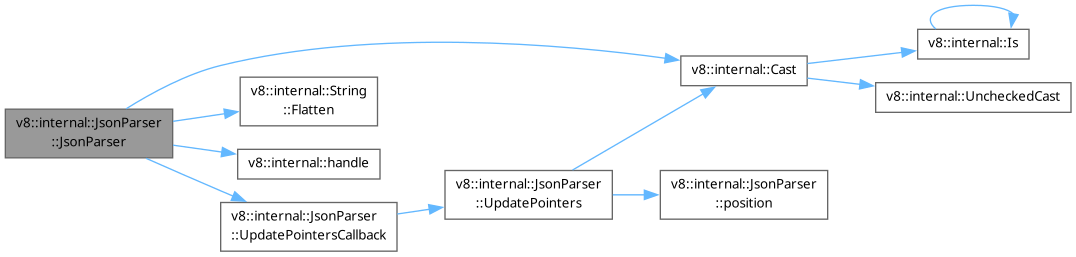 v8::internal::JsonParser
::JsonParser
v8::internal::String
::Flatten
v8::internal::handle
v8::internal::JsonParser
::UpdatePointersCallback
v8::internal::JsonParser
::UpdatePointers
v8::internal::Cast
v8::internal::JsonParser
::position
v8::internal::Is
v8::internal::UncheckedCast